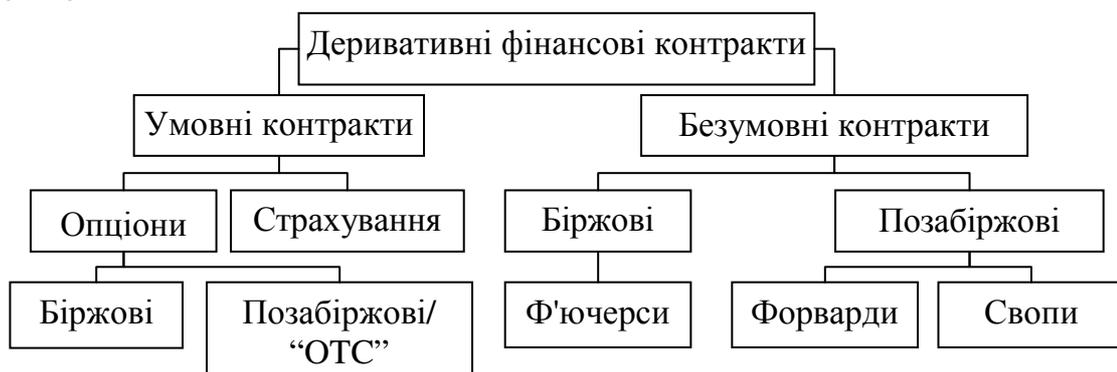 Деривативні фінансові контракти
Умовні контракти
Безумовні контракти
Опціони
Страхування
Біржові
Позабіржові
Біржові
Позабіржові/
“ОТС”
Ф'ючерси
Форварди
Свопи